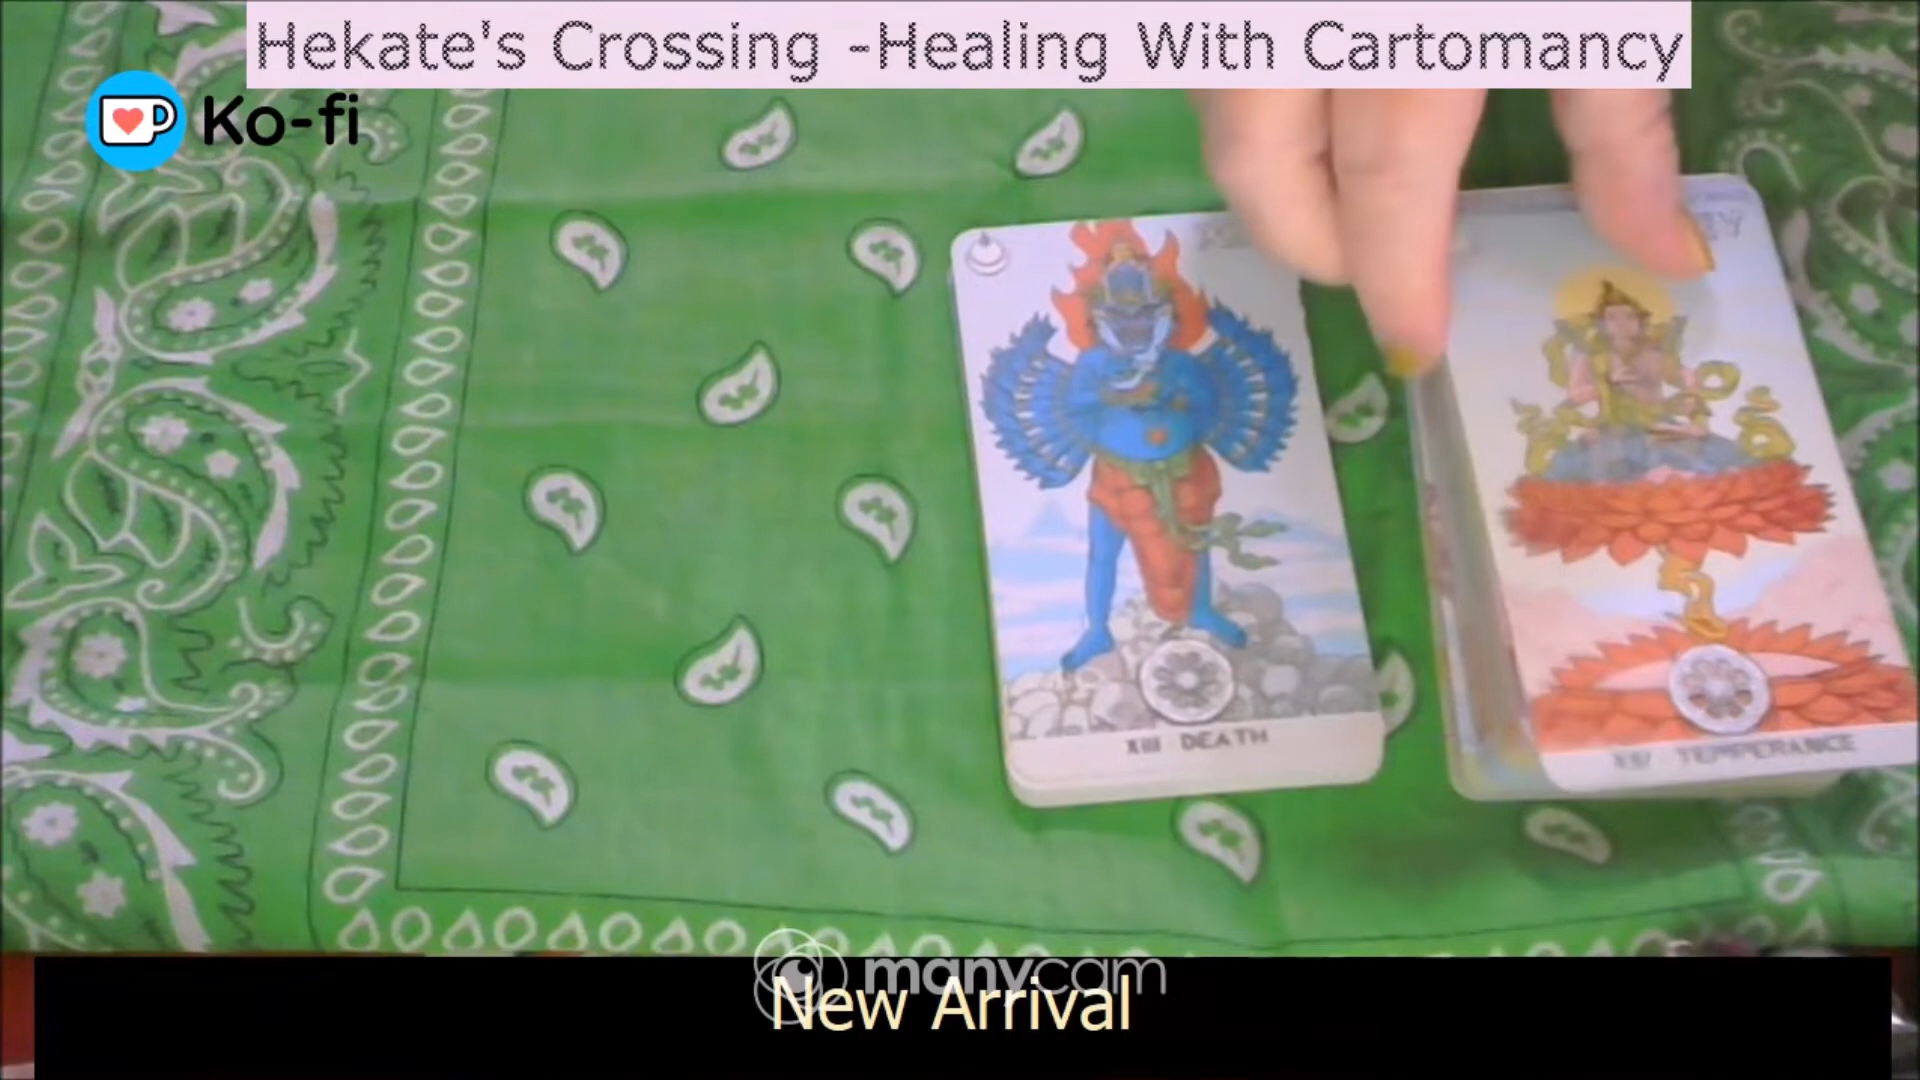 Hekate's Crossing -Healing With Cartomancy
Ko-fi
XIII DEATH
XIV TEMPERANCE
manycam
New Arrival